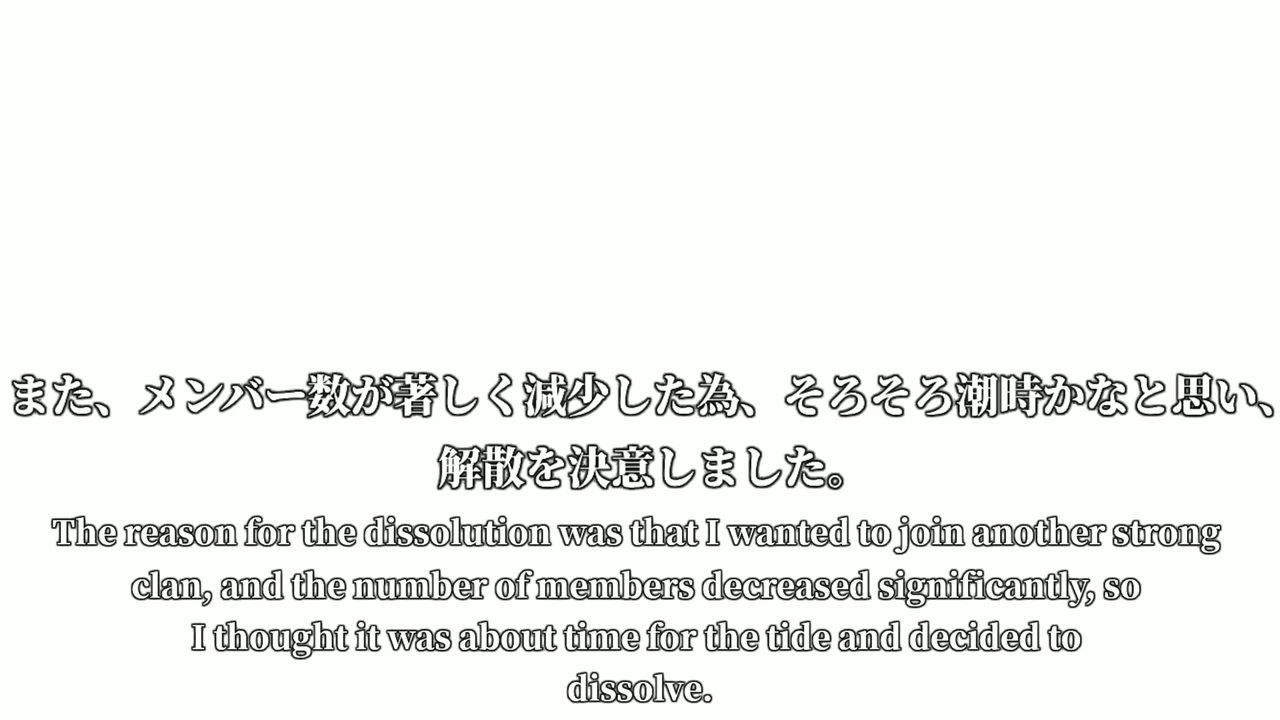 また、メンバー数が著しく減少した為、そろそろ潮時かなと思い、
解散を決意しました。
The reason for the dissolution was that I wanted to join another strong
clan, and the number of members decreased significantly, so
I thought it was about time for the tide and decided to
dissolve.